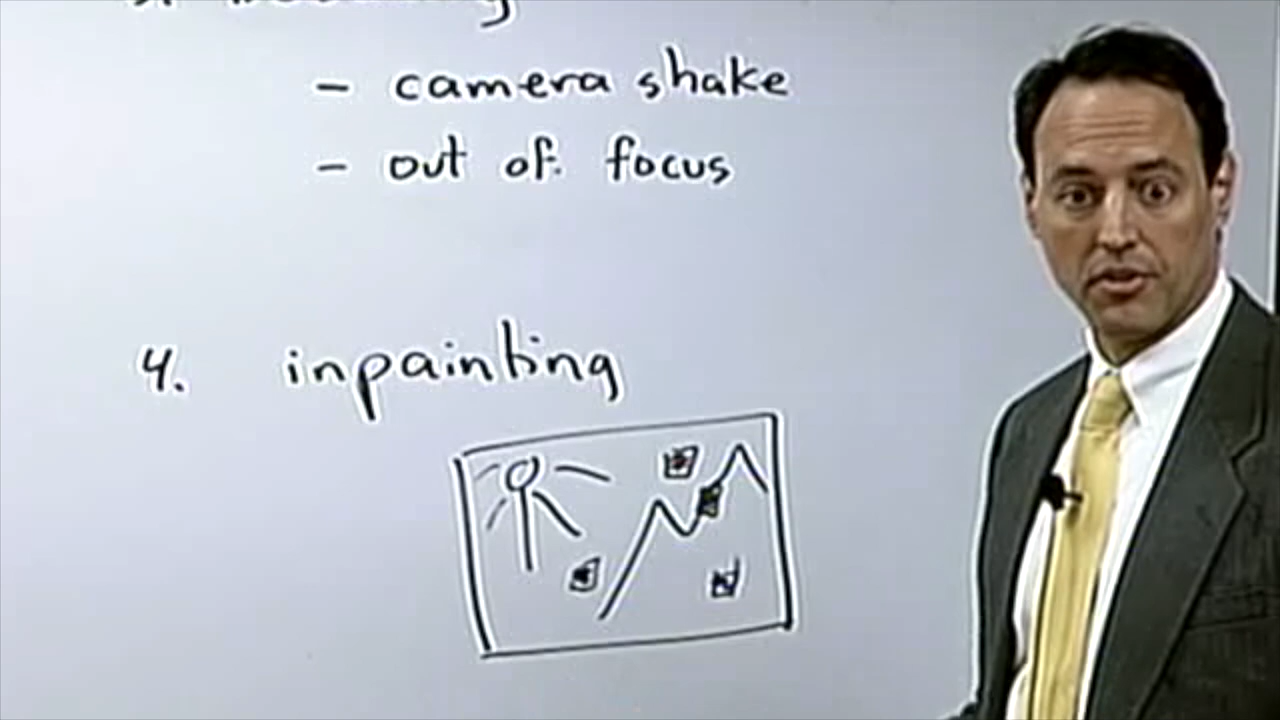 - camera shake
- out of focus
4. inpainting